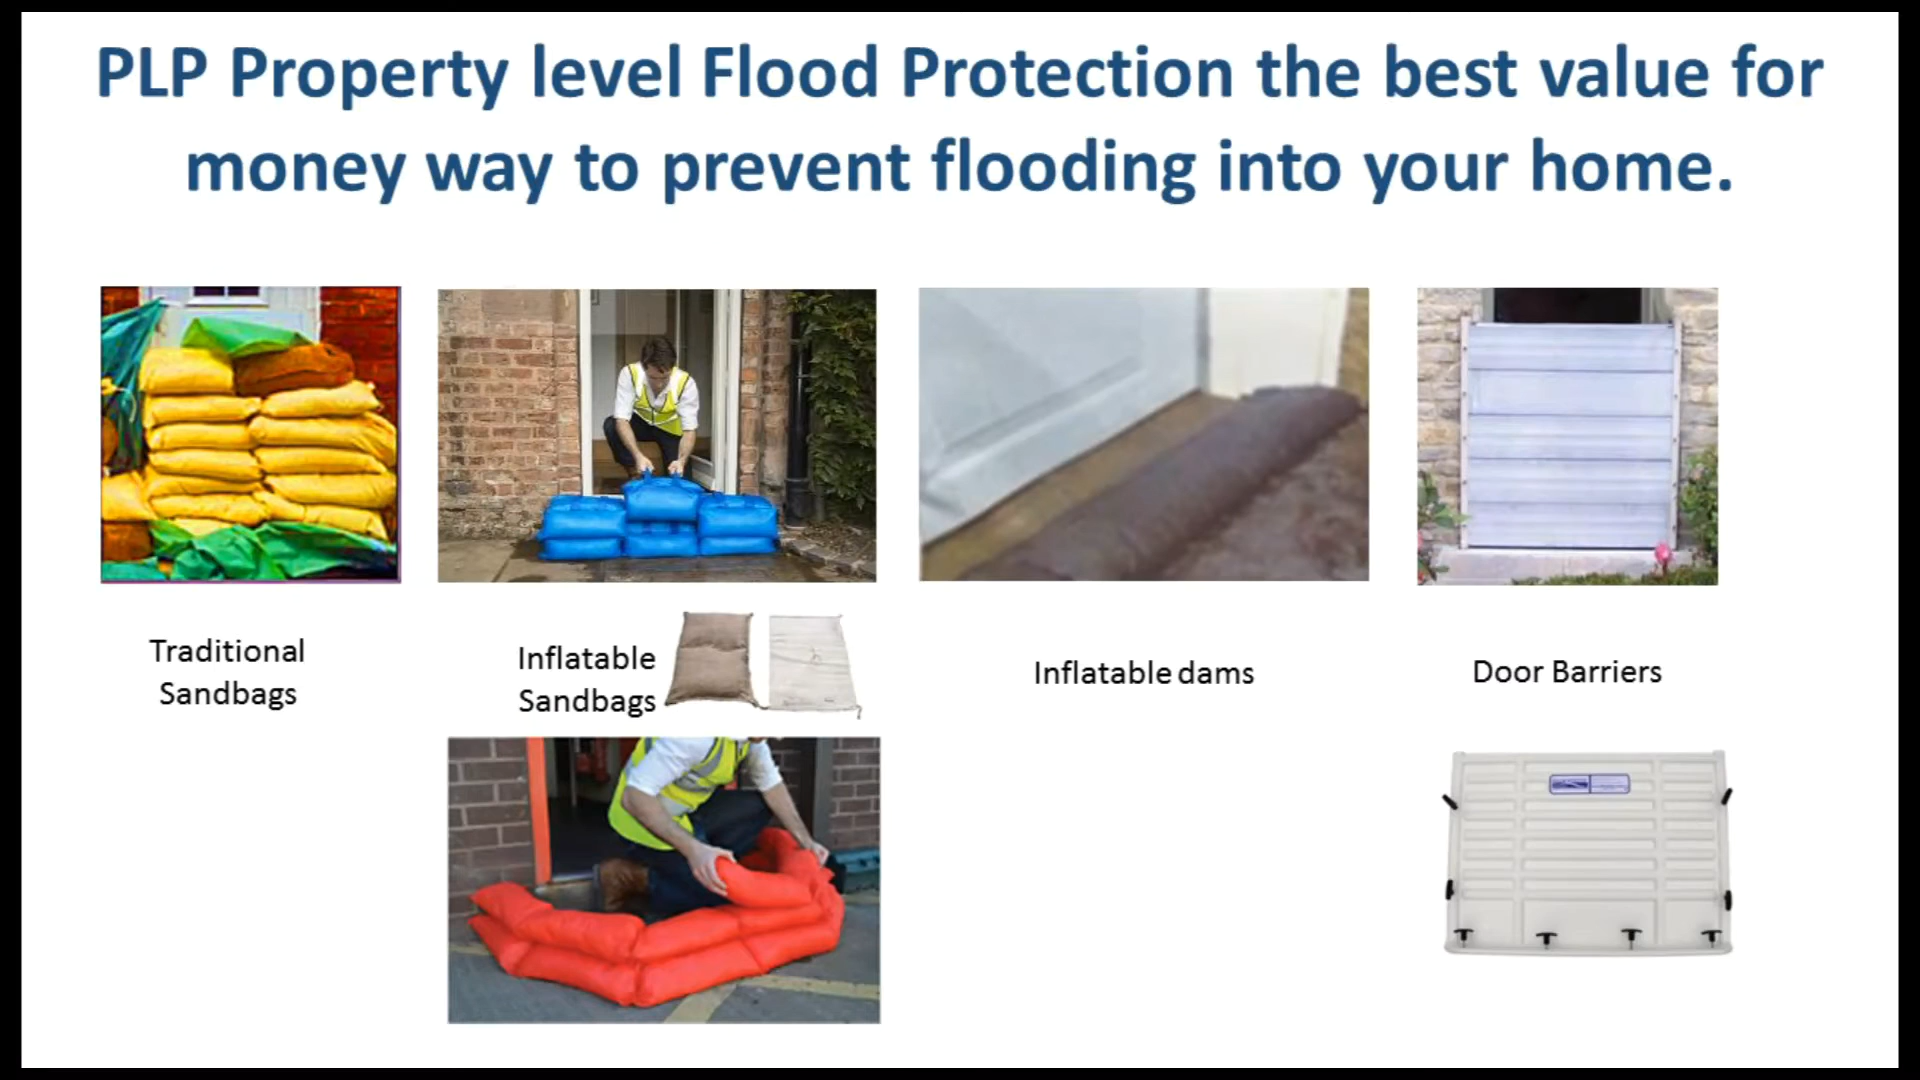 PLP Property level Flood Protection the best value for
money way to prevent flooding into your home.
Traditional
Sandbags
Inflatable
Sandbags
Inflatable dams
Door Barriers